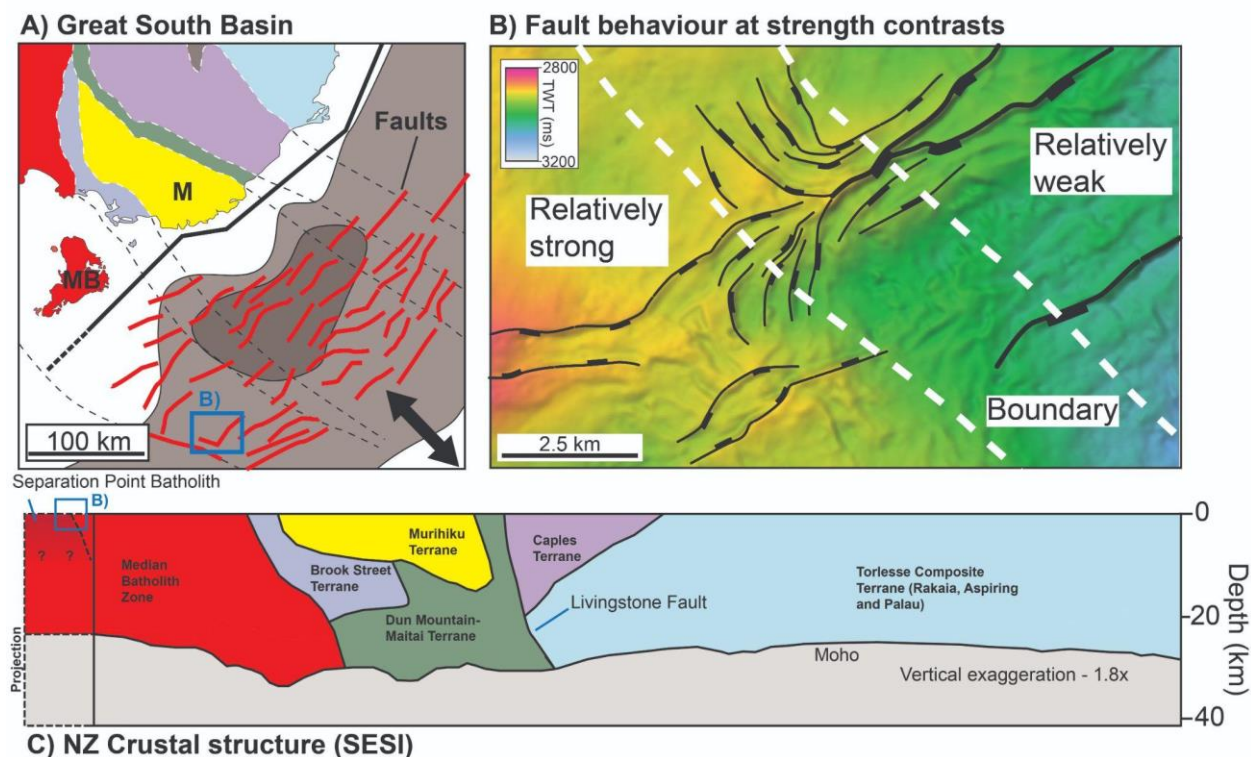 A) Great South Basin
Faults
M
MB
B)
100 km
B) Fault behaviour at strength contrasts
2800
TWT (ms)
3200
Relatively
strong
Relatively
weak
Boundary
2.5 km
Separation Point Batholith
B)
? ?
Median
Batholith
Zone
Brook Street
Terrane
Murihiku
Terrane
Dun Mountain-
Maitai Terrane
Caples
Terrane
Livingstone Fault
Torlesse Composite
Terrane (Rakaia, Aspiring
and Palau)
Moho
Vertical exaggeration - 1.8x
Projection
0
20
40
Depth (km)
C) NZ Crustal structure (SESI)